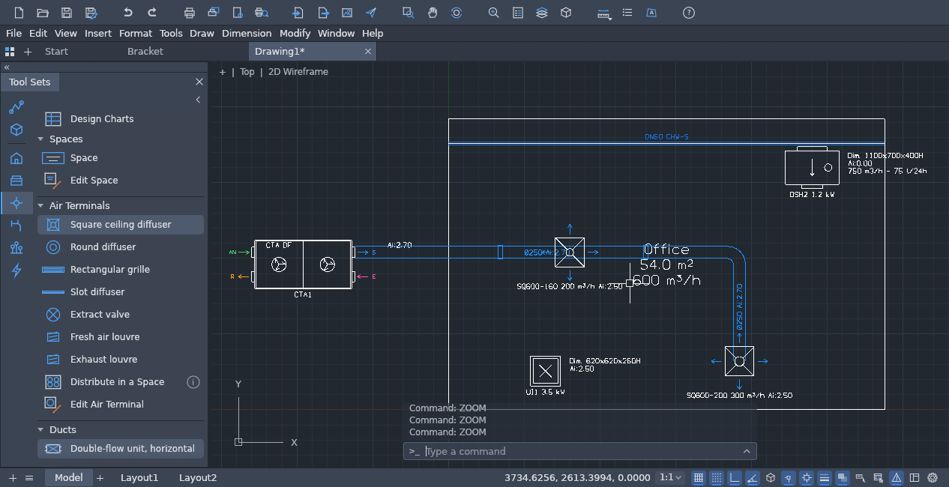 File Edit View Insert Format Tools Draw Dimension Modify Window Help
Start Bracket Drawing1*
Tool Sets
+ | Top | 2D Wireframe
Design Charts
Spaces
Space
Edit Space
Air Terminals
Square ceiling diffuser
Round diffuser
Rectangular grille
Slot diffuser
Extract valve
Fresh air louvre
Exhaust louvre
Distribute in a Space
Edit Air Terminal
Ducts
Double-flow unit, horizontal
DN50 CHW-S
Dim. 1100x700x400H
Ai:0.00
750 m3/h - 75 l/24h
DSH2 1.2 kW
CTA DF
AN
S
R
E
CTA1
Ai:2.70
Office
54.0 m²
600 m³/h
SQ600-160 200 m³/h Ai:2.50
Ø250 Ai:2.70
Dim. 620x620x260H
Ai:2.50
UI1 3.5 kW
SQ600-200 300 m³/h Ai:2.50
Y
X
Command: ZOOM
Command: ZOOM
Command: ZOOM
>_ Type a command
Model + Layout1 Layout2
3734.6256, 2613.3994, 0.0000 1:1